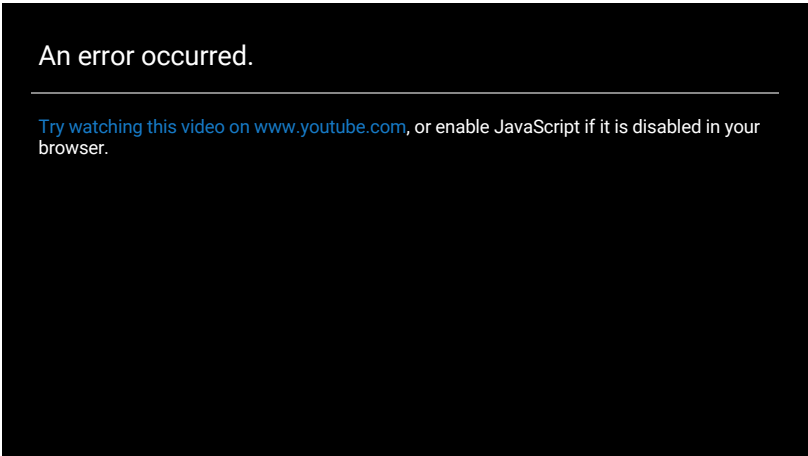 An error occurred.
Try watching this video on www.youtube.com, or enable JavaScript if it is disabled in your
browser.